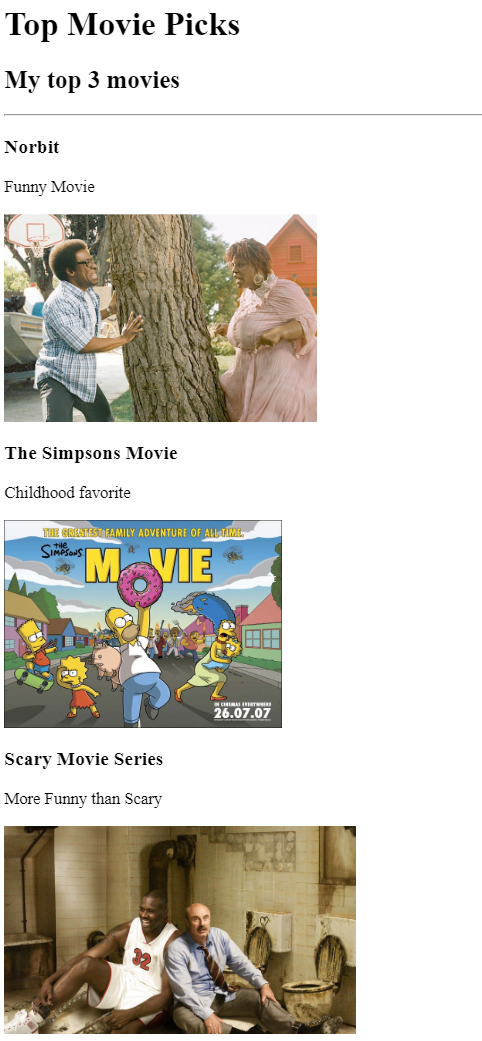 Top Movie Picks
My top 3 movies
Norbit
Funny Movie
The Simpsons Movie
Childhood favorite
THE GREATEST FAMILY ADVENTURE OF ALL TIME.
THE SIMPSONS
MOVIE
IN CINEMAS EVERYWHERE
26.07.07
Scary Movie Series
More Funny than Scary
32